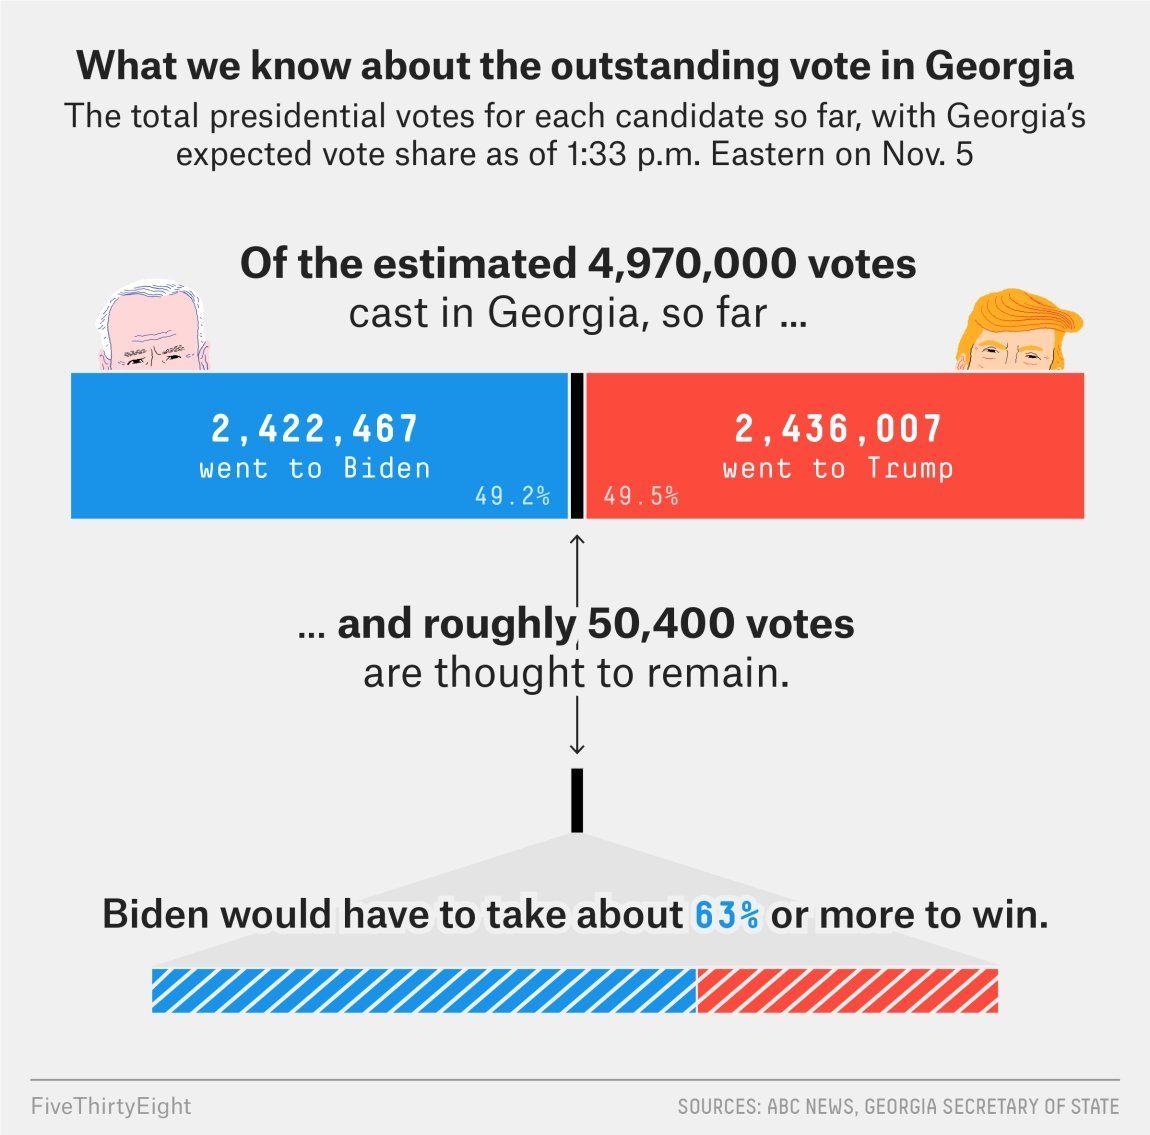 What we know about the outstanding vote in Georgia
The total presidential votes for each candidate so far, with Georgia’s
expected vote share as of 1:33 p.m. Eastern on Nov. 5
Of the estimated 4,970,000 votes
cast in Georgia, so far ...
2,422,467
went to Biden
49.2%
2,436,007
went to Trump
49.5%
... and roughly 50,400 votes
are thought to remain.
Biden would have to take about 63% or more to win.
FiveThirtyEight
SOURCES: ABC NEWS, GEORGIA SECRETARY OF STATE